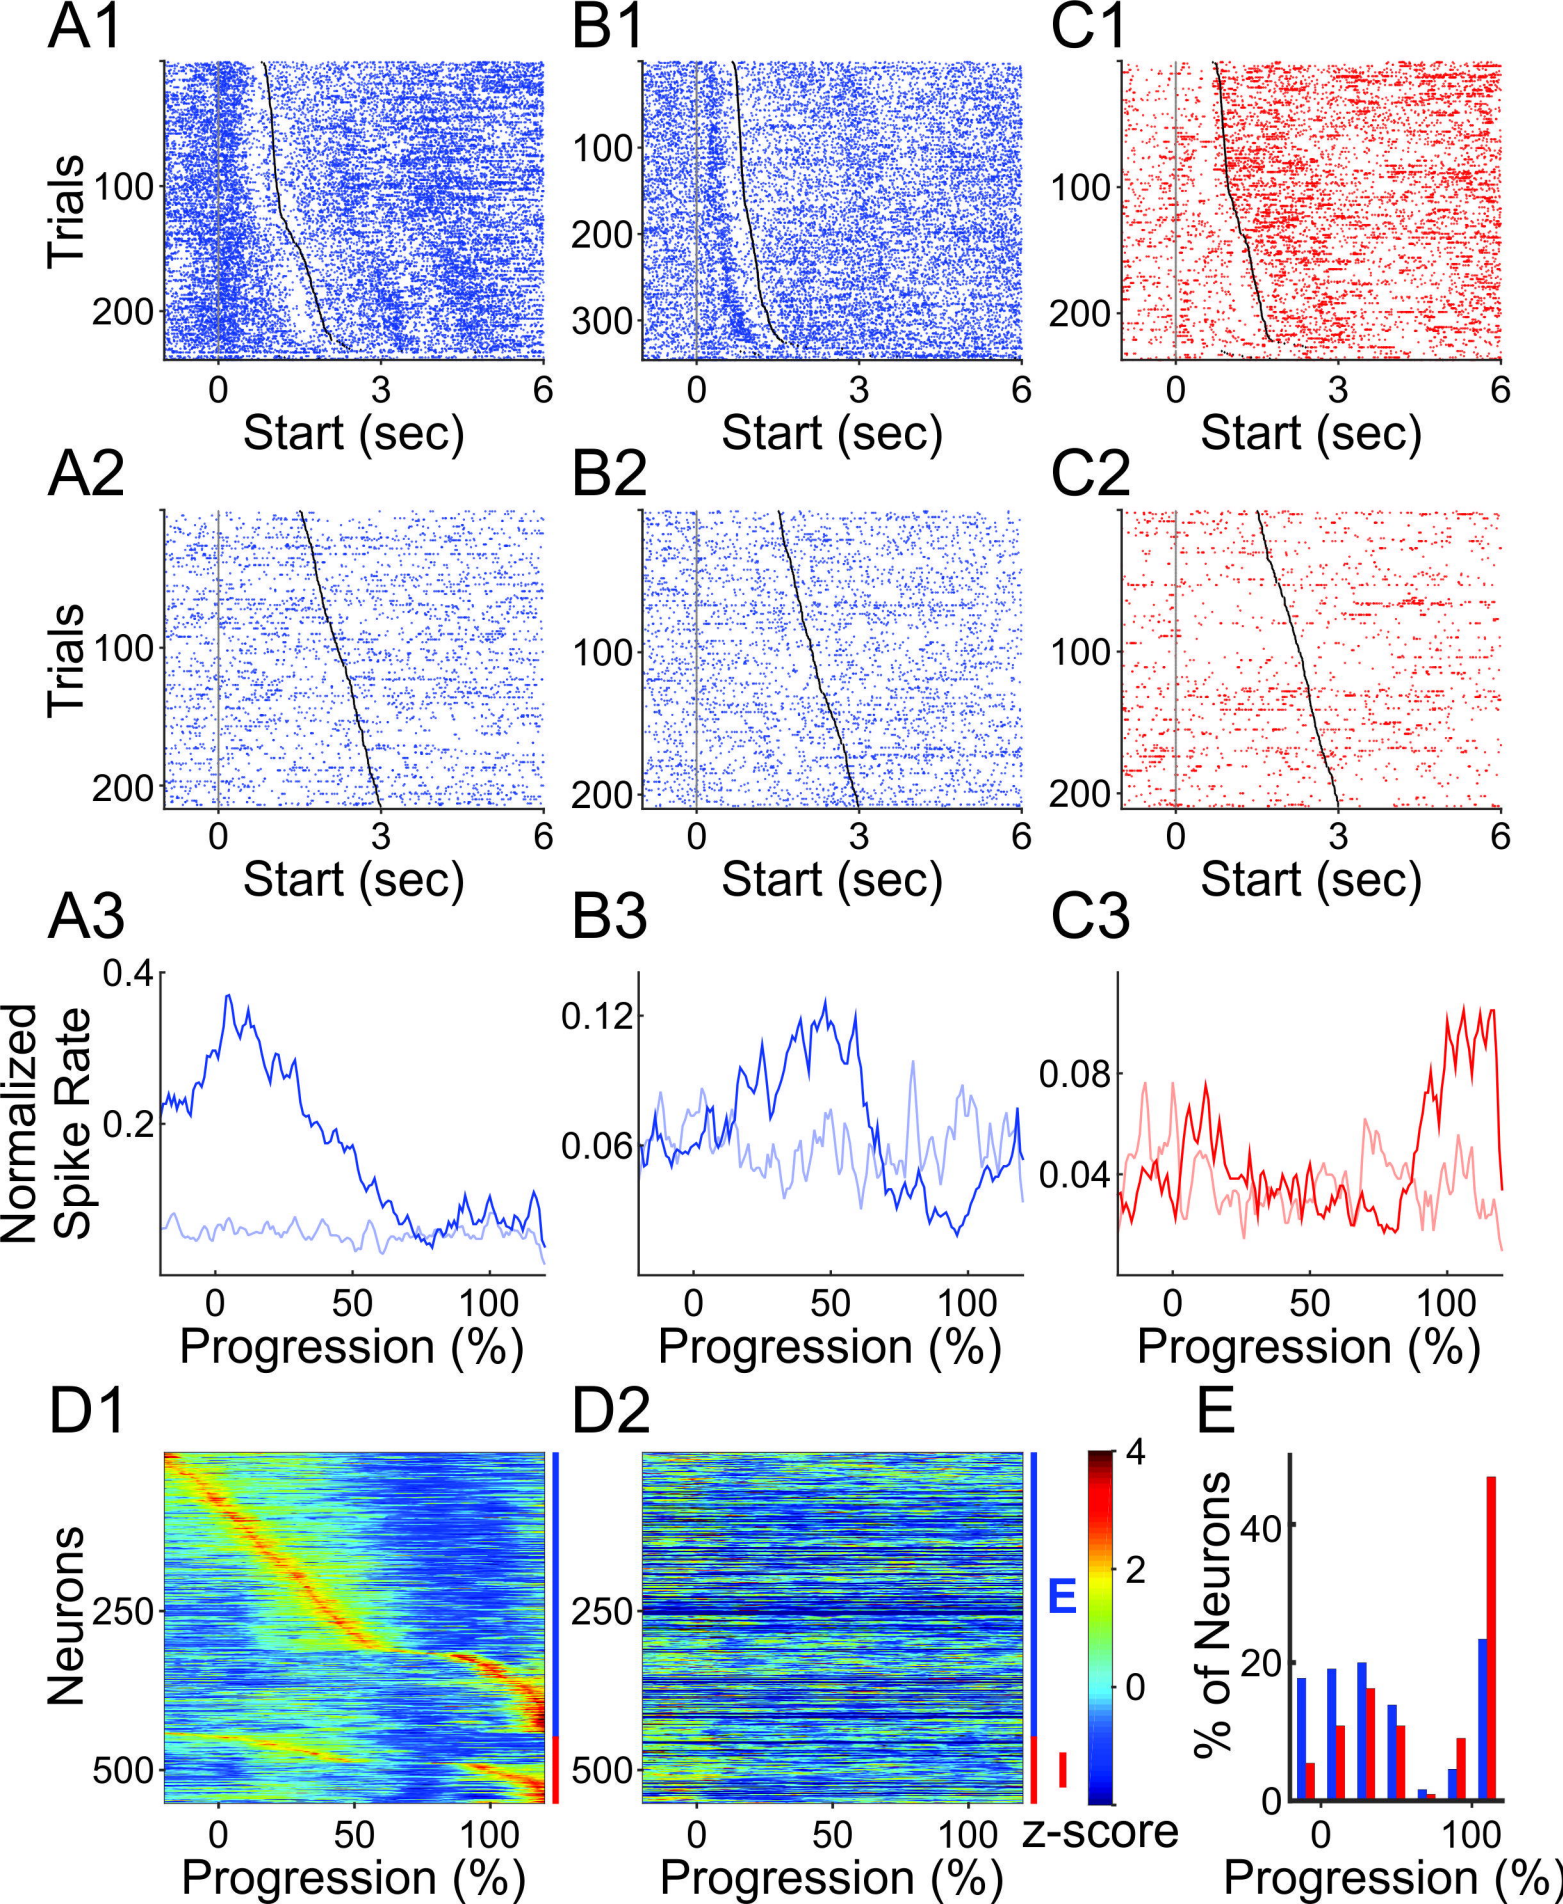 A1 B1 C1
Trials
100
200
100
200
300
100
200
0 3 6 0 3 6 0 3 6
Start (sec) Start (sec) Start (sec)
A2 B2 C2
Trials
100
200
100
200
100
200
0 3 6 0 3 6 0 3 6
Start (sec) Start (sec) Start (sec)
A3 B3 C3
Normalized
Spike Rate
0.4
0.2
0.12
0.06
0.08
0.04
0 50 100 0 50 100 0 50 100
Progression (%) Progression (%) Progression (%)
D1 D2 E
Neurons
250
500
250
500
E
I
4
2
0
z-score
% of Neurons
40
20
0
0 50 100 0 50 100 0 100
Progression (%) Progression (%) Progression (%)